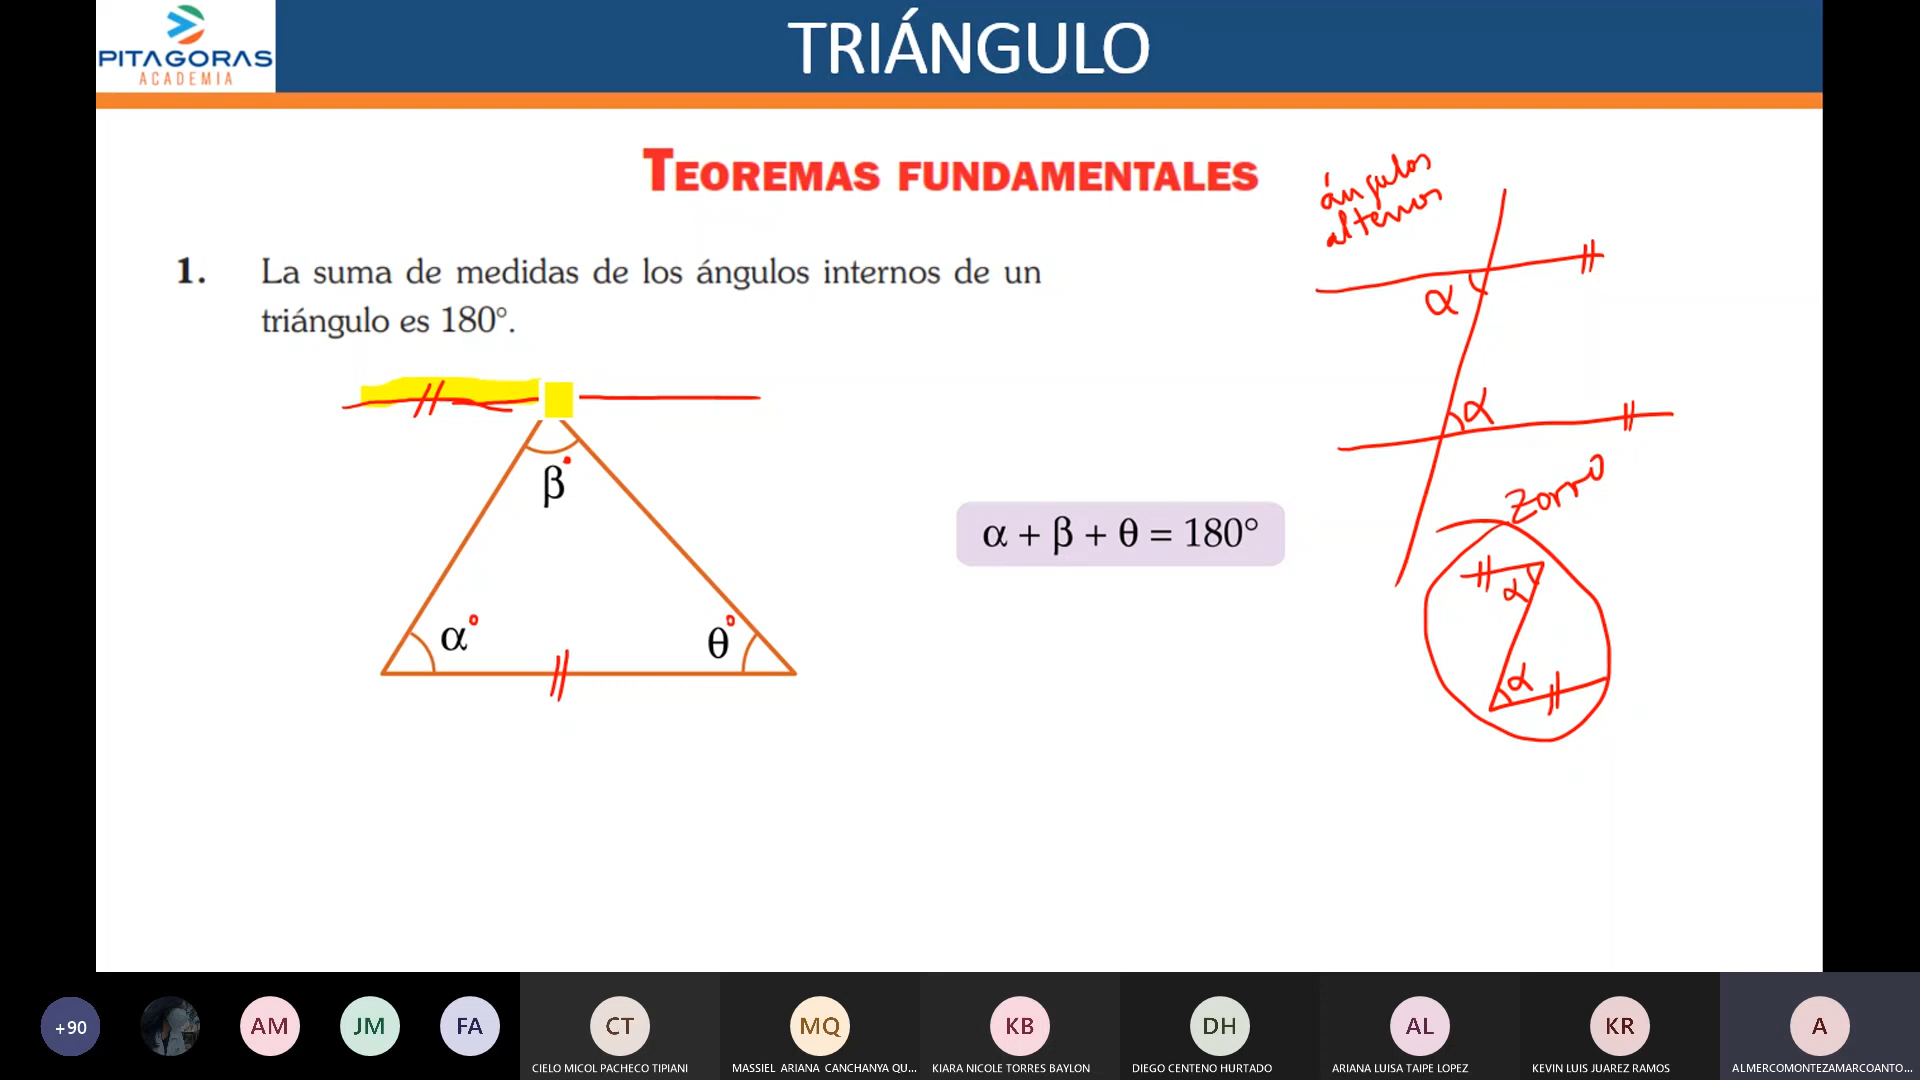 PITAGORAS
ACADEMIA
TRIÁNGULO
TEOREMAS FUNDAMENTALES
1. La suma de medidas de los ángulos internos de un
triángulo es 180°.
β°
α°
θ°
α + β + θ = 180°
ángulos
alternos
α
α
Zorro
α
α
+90
AM
JM
FA
CT
MQ
KB
DH
AL
KR
A
CIELO MICOL PACHECO TIPIANI
MASSIEL ARIANA CANCHANYA QU...
KIARA NICOLE TORRES BAYLON
DIEGO CENTENO HURTADO
ARIANA LUISA TAIPE LOPEZ
KEVIN LUIS JUAREZ RAMOS
ALMERCOMONTEZAMARCOANTO...